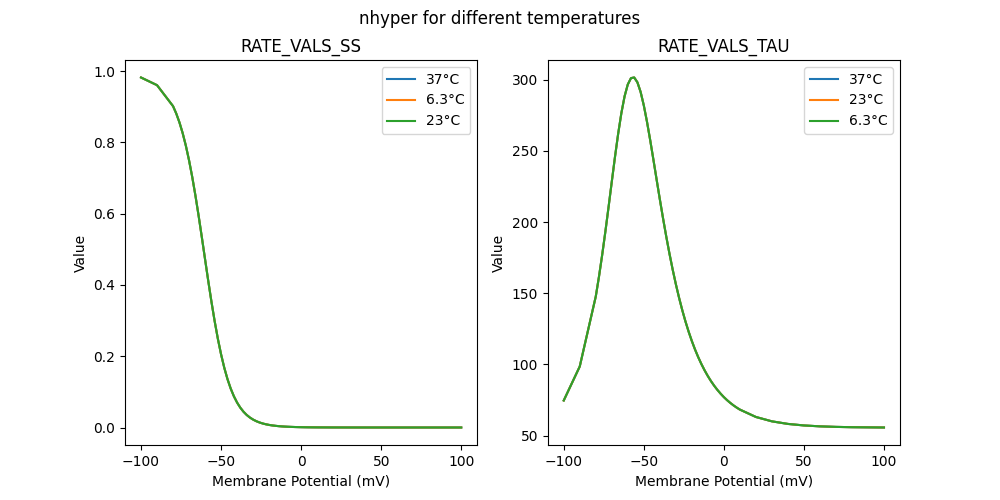 nhyper for different temperatures
RATE_VALS_SS
1.0
0.8
0.6
0.4
0.2
0.0
Value
−100
−50
0
50
100
Membrane Potential (mV)
37°C
6.3°C
23°C
RATE_VALS_TAU
300
250
200
150
100
50
Value
−100
−50
0
50
100
Membrane Potential (mV)
37°C
23°C
6.3°C